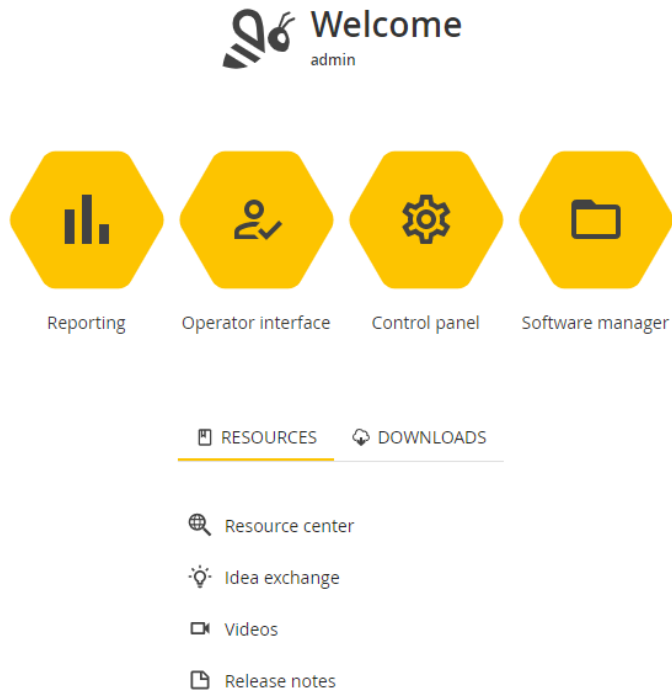 Welcome
admin
Reporting
Operator interface
Control panel
Software manager
RESOURCES
DOWNLOADS
Resource center
Idea exchange
Videos
Release notes